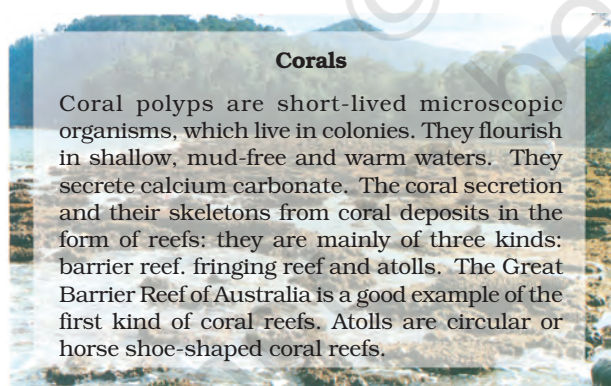 Corals
Coral polyps are short-lived microscopic
organisms, which live in colonies. They flourish
in shallow, mud-free and warm waters. They
secrete calcium carbonate. The coral secretion
and their skeletons from coral deposits in the
form of reefs: they are mainly of three kinds:
barrier reef. fringing reef and atolls. The Great
Barrier Reef of Australia is a good example of the
first kind of coral reefs. Atolls are circular or
horse shoe-shaped coral reefs.